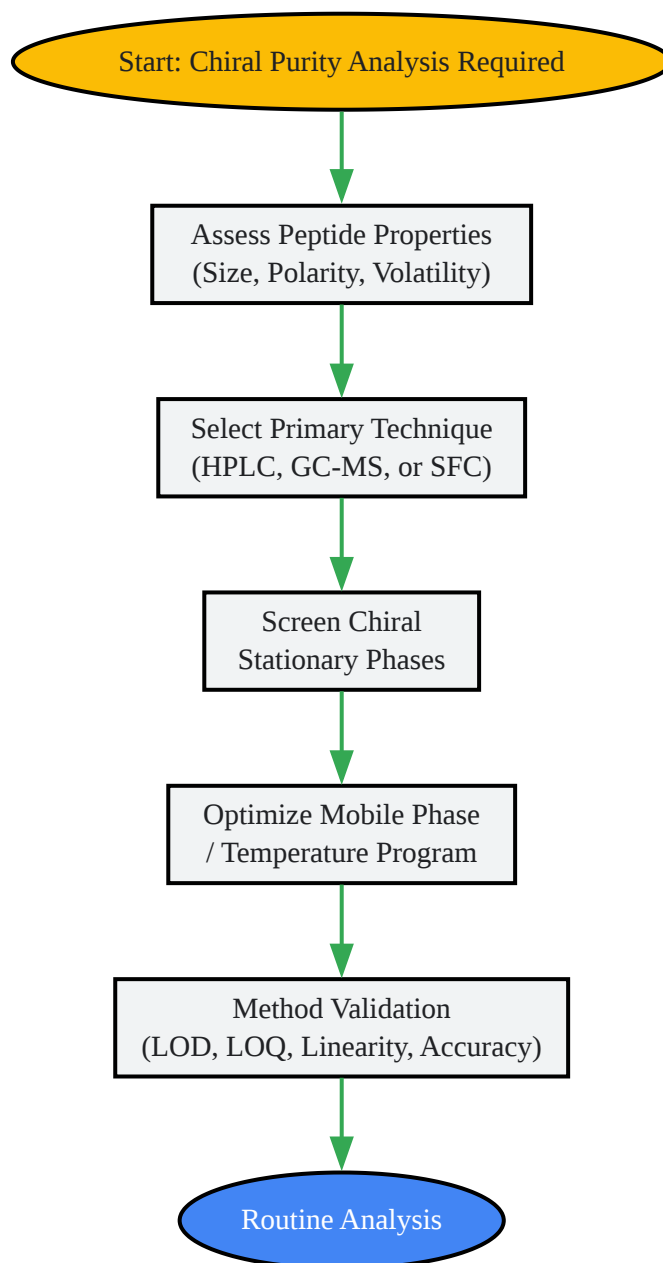 Start: Chiral Purity Analysis Required
Assess Peptide Properties
(Size, Polarity, Volatility)
Select Primary Technique
(HPLC, GC-MS, or SFC)
Screen Chiral
Stationary Phases
Optimize Mobile Phase
/ Temperature Program
Method Validation
(LOD, LOQ, Linearity, Accuracy)
Routine Analysis